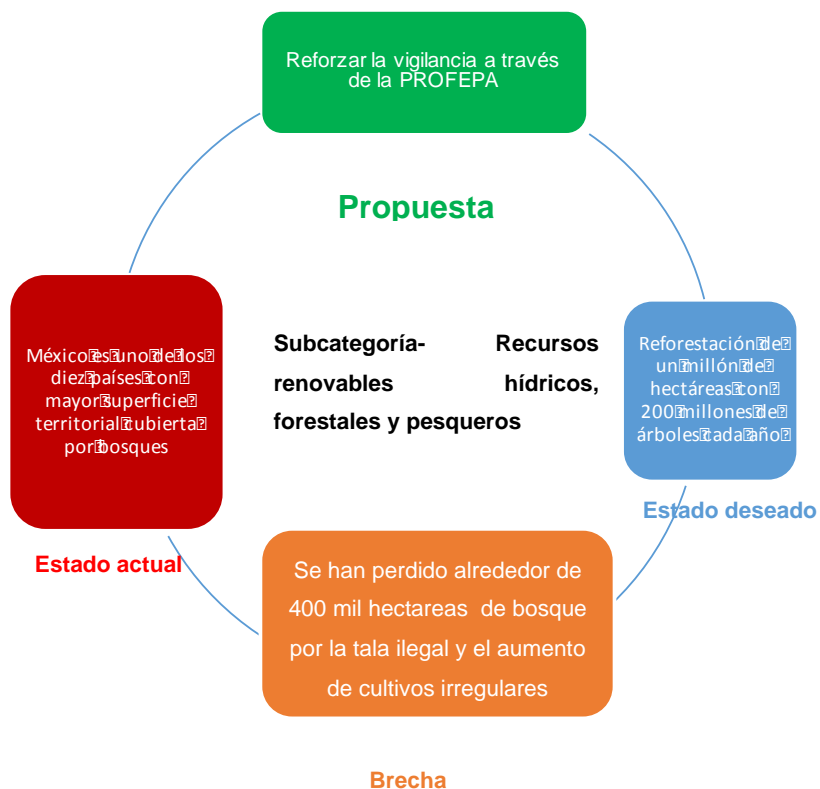 Reforzar la vigilancia a través
de la PROFEPA
Propuesta
México es uno de los
diez países con
mayor superficie
territorial cubierta
por bosques
Estado actual
Subcategoría- Recursos
renovables hídricos,
forestales y pesqueros
Reforestación de
un millón de
hectáreas con
200 millones de
árboles cada año
Estado deseado
Se han perdido alrededor de
400 mil hectareas de bosque
por la tala ilegal y el aumento
de cultivos irregulares
Brecha